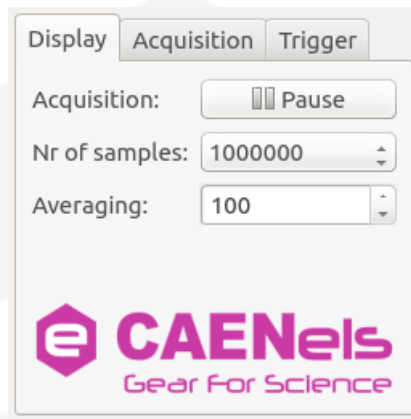 Display Acquisition Trigger
Acquisition: Pause
Nr of samples: 1000000
Averaging: 100
e CAENels
Gear For Science